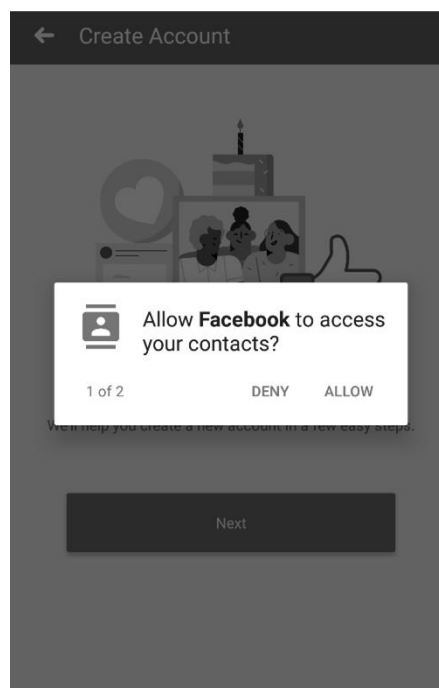 Create Account
Allow Facebook to access
your contacts?
1 of 2 DENY ALLOW
We'll help you create a new account in a few easy steps.
Next